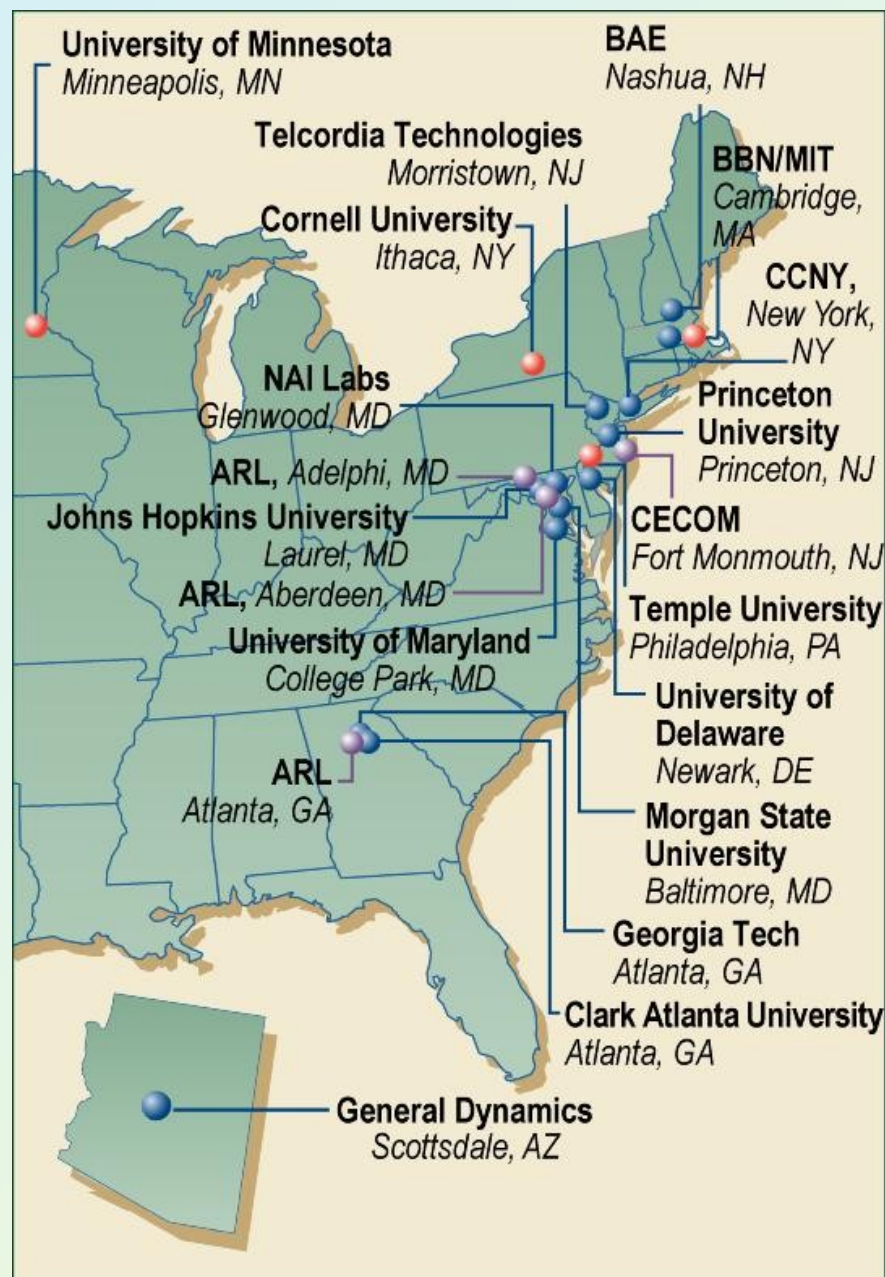 University of Minnesota
Minneapolis, MN
BAE
Nashua, NH
Telcordia Technologies
Morristown, NJ
BBN/MIT
Cambridge,
MA
Cornell University
Ithaca, NY
CCNY,
New York,
NY
NAI Labs
Glenwood, MD
Princeton
University
Princeton, NJ
ARL, Adelphi, MD
Johns Hopkins University
Laurel, MD
CECOM
Fort Monmouth, NJ
ARL, Aberdeen, MD
Temple University
Philadelphia, PA
University of Maryland
College Park, MD
University of
Delaware
Newark, DE
ARL
Atlanta, GA
Morgan State
University
Baltimore, MD
Georgia Tech
Atlanta, GA
Clark Atlanta University
Atlanta, GA
General Dynamics
Scottsdale, AZ